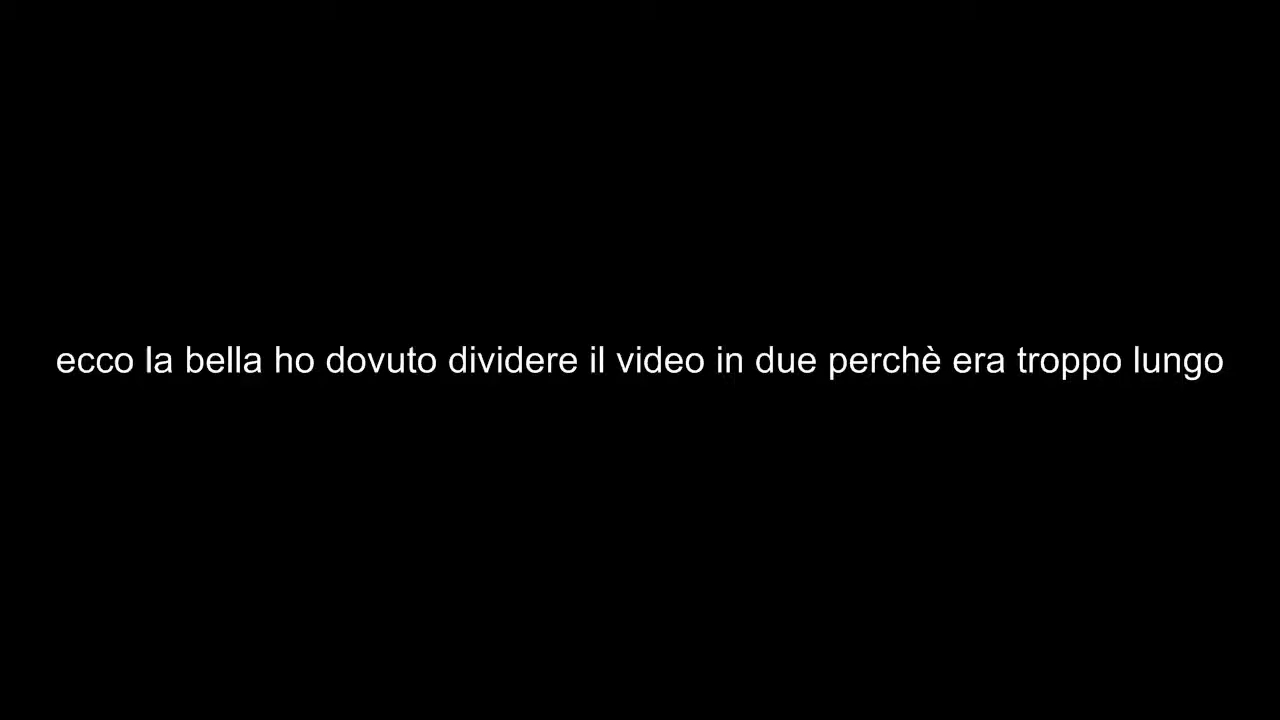 ecco la bella ho dovuto dividere il video in due perchè era troppo lungo